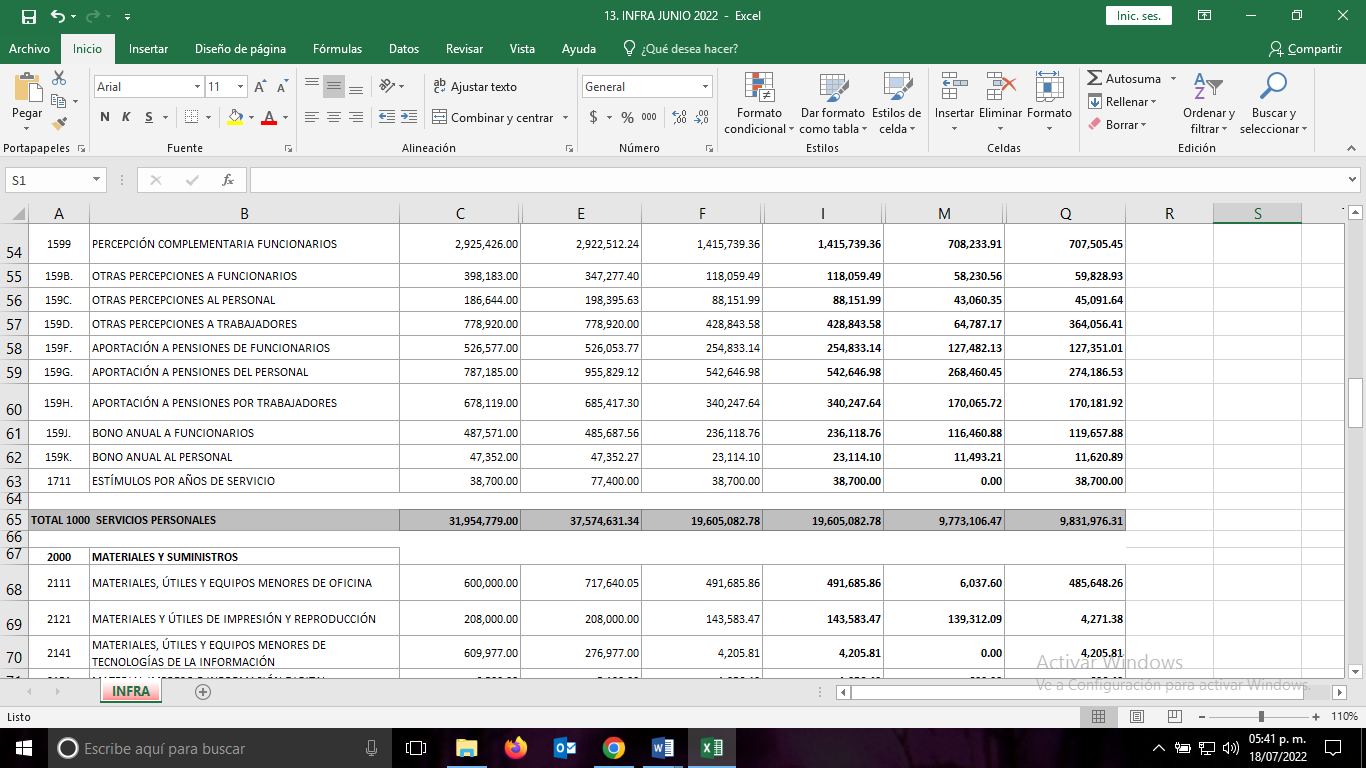 13. INFRA JUNIO 2022 - Excel
Inic. ses.
Archivo Inicio Insertar Diseño de página Fórmulas Datos Revisar Vista Ayuda ¿Qué desea hacer? Compartir
Pegar
Arial 11
N K S
Ajustar texto
Combinar y centrar
General
$ % 000
Formato condicional
Dar formato como tabla
Estilos de celda
Insertar Eliminar Formato
Autosuma
Rellenar
Borrar
Ordenar y filtrar
Buscar y seleccionar
Portapapeles Fuente Alineación Número Estilos Celdas Edición
S1 fx
A B C E F I M Q R S
54 1599 PERCEPCIÓN COMPLEMENTARIA FUNCIONARIOS 2,925,426.00 2,922,512.24 1,415,739.36 1,415,739.36 708,233.91 707,505.45
55 159B. OTRAS PERCEPCIONES A FUNCIONARIOS 398,183.00 347,277.40 118,059.49 118,059.49 58,230.56 59,828.93
56 159C. OTRAS PERCEPCIONES AL PERSONAL 186,644.00 198,395.63 88,151.99 88,151.99 43,060.35 45,091.64
57 159D. OTRAS PERCEPCIONES A TRABAJADORES 778,920.00 778,920.00 428,843.58 428,843.58 64,787.17 364,056.41
58 159F. APORTACIÓN A PENSIONES DE FUNCIONARIOS 526,577.00 526,053.77 254,833.14 254,833.14 127,482.13 127,351.01
59 159G. APORTACIÓN A PENSIONES DEL PERSONAL 787,185.00 955,829.12 542,646.98 542,646.98 268,460.45 274,186.53
60 159H. APORTACIÓN A PENSIONES POR TRABAJADORES 678,119.00 685,417.30 340,247.64 340,247.64 170,065.72 170,181.92
61 159J. BONO ANUAL A FUNCIONARIOS 487,571.00 485,687.56 236,118.76 236,118.76 116,460.88 119,657.88
62 159K. BONO ANUAL AL PERSONAL 47,352.00 47,352.27 23,114.10 23,114.10 11,493.21 11,620.89
63 1711 ESTÍMULOS POR AÑOS DE SERVICIO 38,700.00 77,400.00 38,700.00 38,700.00 0.00 38,700.00
64
65 TOTAL 1000 SERVICIOS PERSONALES 31,954,779.00 37,574,631.34 19,605,082.78 19,605,082.78 9,773,106.47 9,831,976.31
66
67 2000 MATERIALES Y SUMINISTROS
68 2111 MATERIALES, ÚTILES Y EQUIPOS MENORES DE OFICINA 600,000.00 717,640.05 491,685.86 491,685.86 6,037.60 485,648.26
69 2121 MATERIALES Y ÚTILES DE IMPRESIÓN Y REPRODUCCIÓN 208,000.00 208,000.00 143,583.47 143,583.47 139,312.09 4,271.38
70 2141 MATERIALES, ÚTILES Y EQUIPOS MENORES DE
TECNOLOGÍAS DE LA INFORMACIÓN 609,977.00 276,977.00 4,205.81 4,205.81 0.00 4,205.81
Activar Windows
Ve a Configuración para activar Windows.
INFRA
Listo
110%
Escribe aquí para buscar
05:41 p. m.
18/07/2022